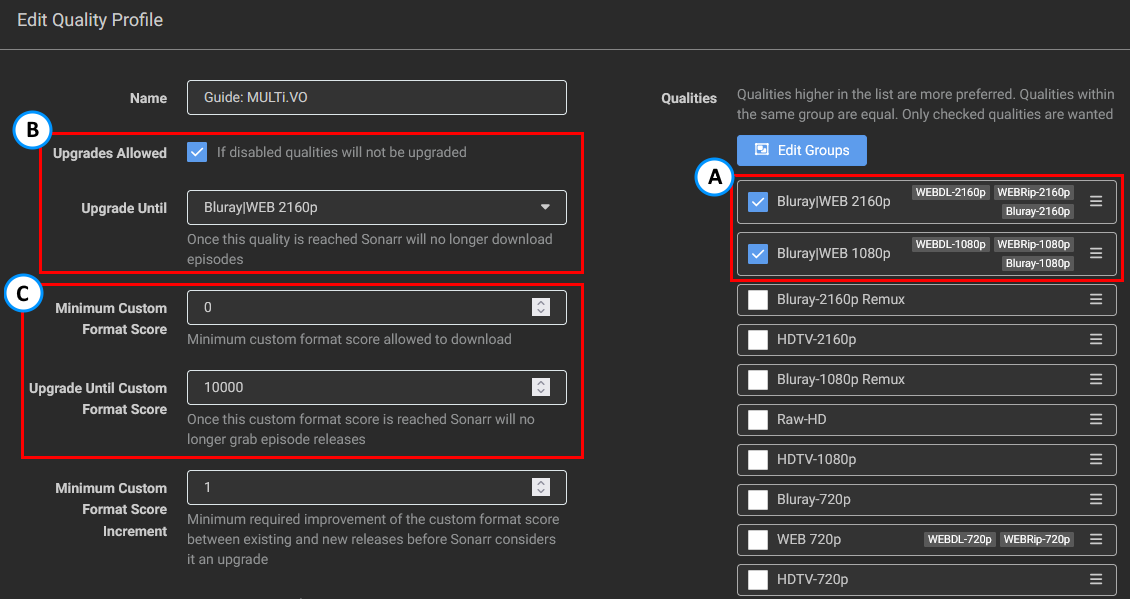 Edit Quality Profile
Name
Guide: MULTi.VO
B
Upgrades Allowed
If disabled qualities will not be upgraded
Upgrade Until
Bluray|WEB 2160p
Once this quality is reached Sonarr will no longer download
episodes
C
Minimum Custom
Format Score
0
Minimum custom format score allowed to download
Upgrade Until Custom
Format Score
10000
Once this custom format score is reached Sonarr will no
longer grab episode releases
Minimum Custom
Format Score
Increment
1
Minimum required improvement of the custom format score
between existing and new releases before Sonarr considers
it an upgrade
Qualities
Qualities higher in the list are more preferred. Qualities within
the same group are equal. Only checked qualities are wanted
Edit Groups
A
Bluray|WEB 2160p
WEBDL-2160p WEBRip-2160p
Bluray-2160p
Bluray|WEB 1080p
WEBDL-1080p WEBRip-1080p
Bluray-1080p
Bluray-2160p Remux
HDTV-2160p
Bluray-1080p Remux
Raw-HD
HDTV-1080p
Bluray-720p
WEB 720p WEBDL-720p WEBRip-720p
HDTV-720p